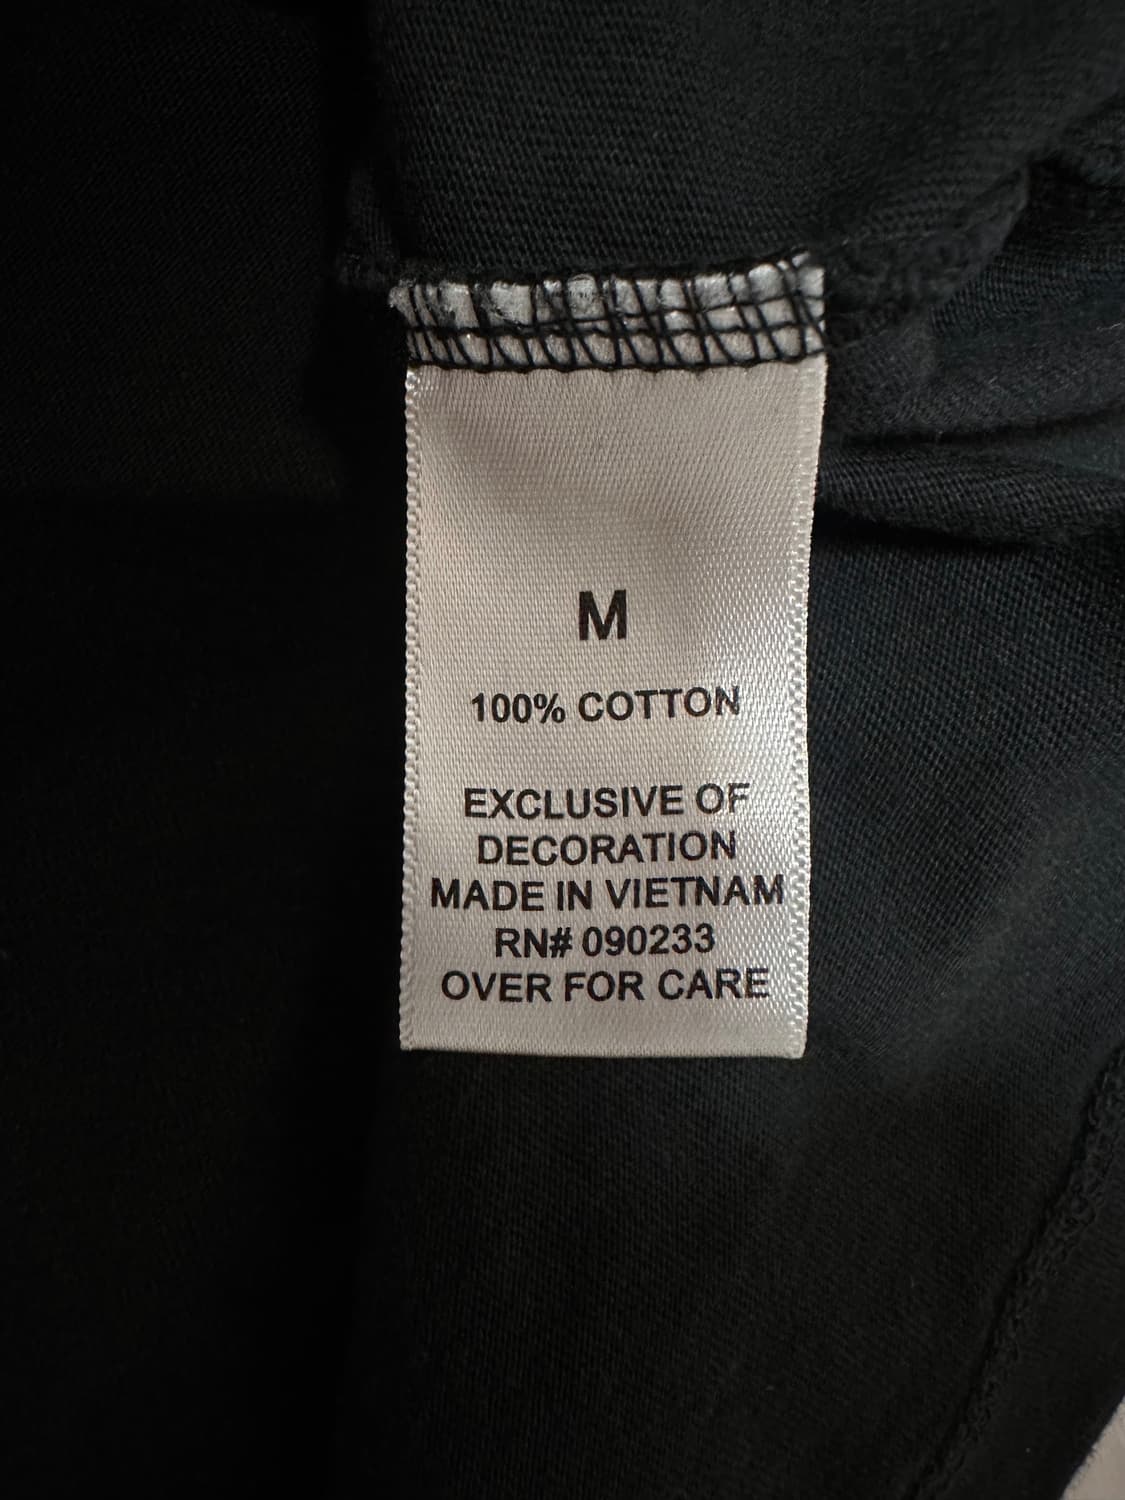 M
100% COTTON
EXCLUSIVE OF
DECORATION
MADE IN VIETNAM
RN# 090233
OVER FOR CARE